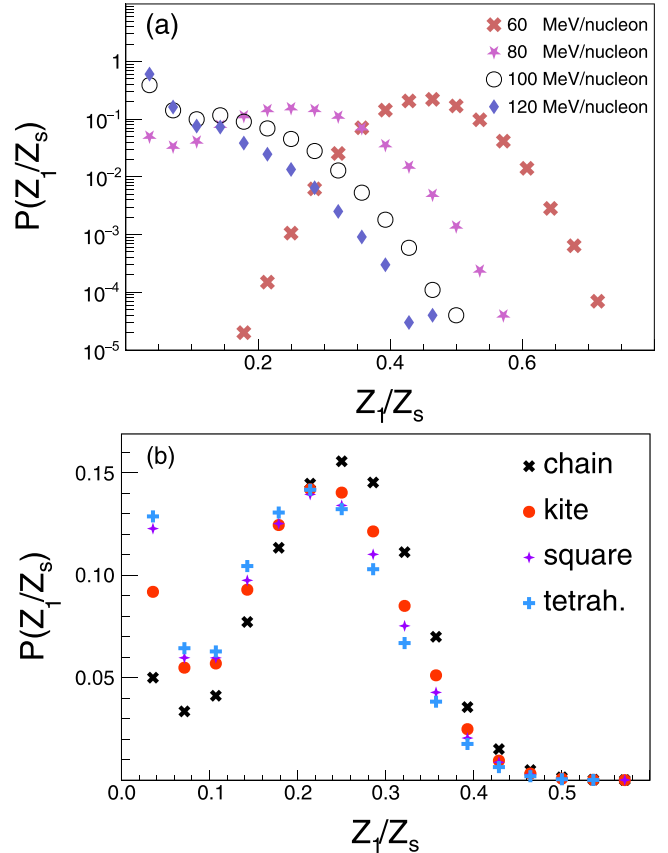 (a)
60 MeV/nucleon
80 MeV/nucleon
100 MeV/nucleon
120 MeV/nucleon
1
10⁻¹
10⁻²
10⁻³
10⁻⁴
10⁻⁵
P(Z₁/Zₛ)
0.2 0.4 0.6
Z₁/Zₛ
(b)
chain
kite
square
tetrah.
0.15
0.10
0.05
P(Z₁/Zₛ)
0.0 0.1 0.2 0.3 0.4 0.5 0.6
Z₁/Zₛ